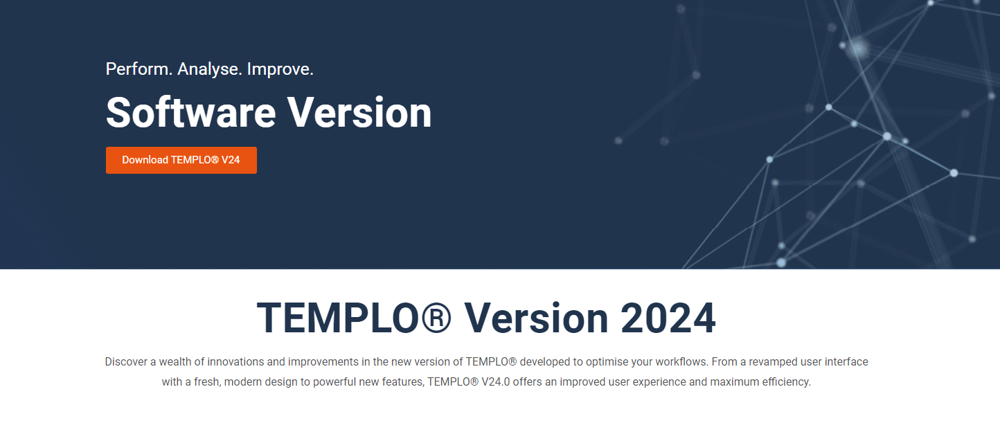 Perform. Analyse. Improve.
Software Version
Download TEMPLO® V24
TEMPLO® Version 2024
Discover a wealth of innovations and improvements in the new version of TEMPLO® developed to optimise your workflows. From a revamped user interface
with a fresh, modern design to powerful new features, TEMPLO® V24.0 offers an improved user experience and maximum efficiency.